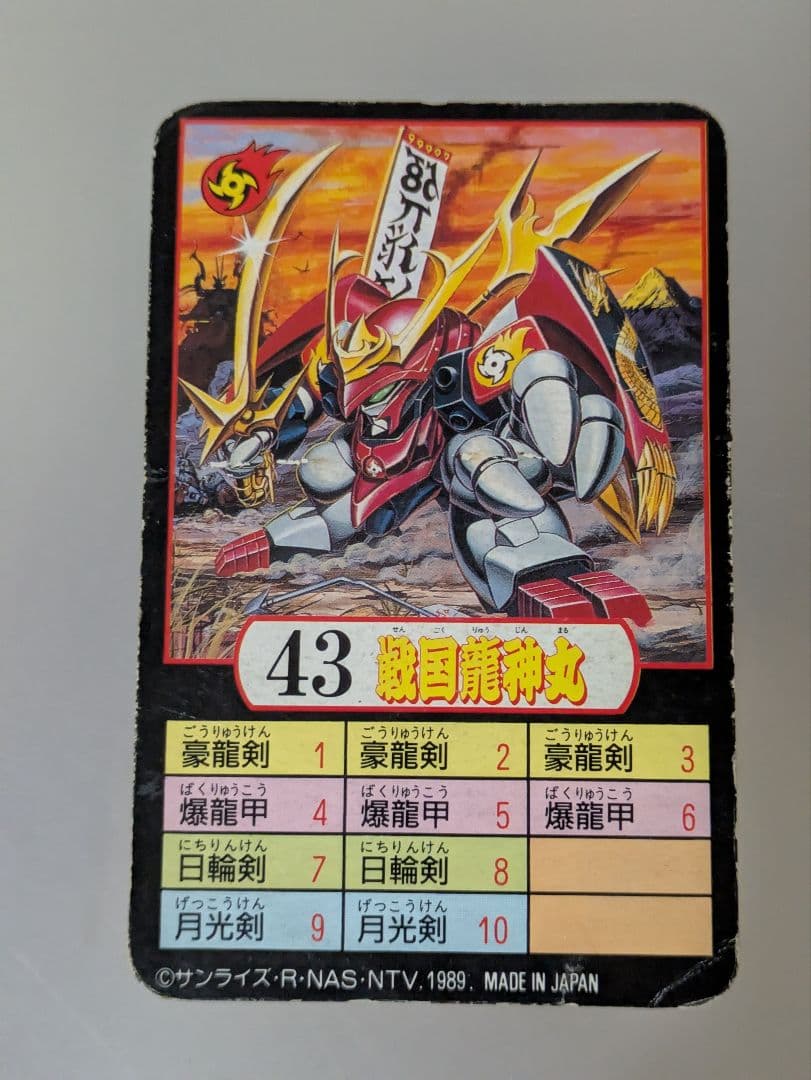 せん ごく りゅう じん まる
43 戦国龍神丸
ごうりゅうけん ごうりゅうけん ごうりゅうけん
豪龍剣 1 豪龍剣 2 豪龍剣 3
ばくりゅうこう ばくりゅうこう ばくりゅうこう
爆龍甲 4 爆龍甲 5 爆龍甲 6
にちりんけん にちりんけん
日輪剣 7 日輪剣 8
げっこうけん げっこうけん
月光剣 9 月光剣 10
©サンライズ・R・NAS・NTV,1989. MADE IN JAPAN